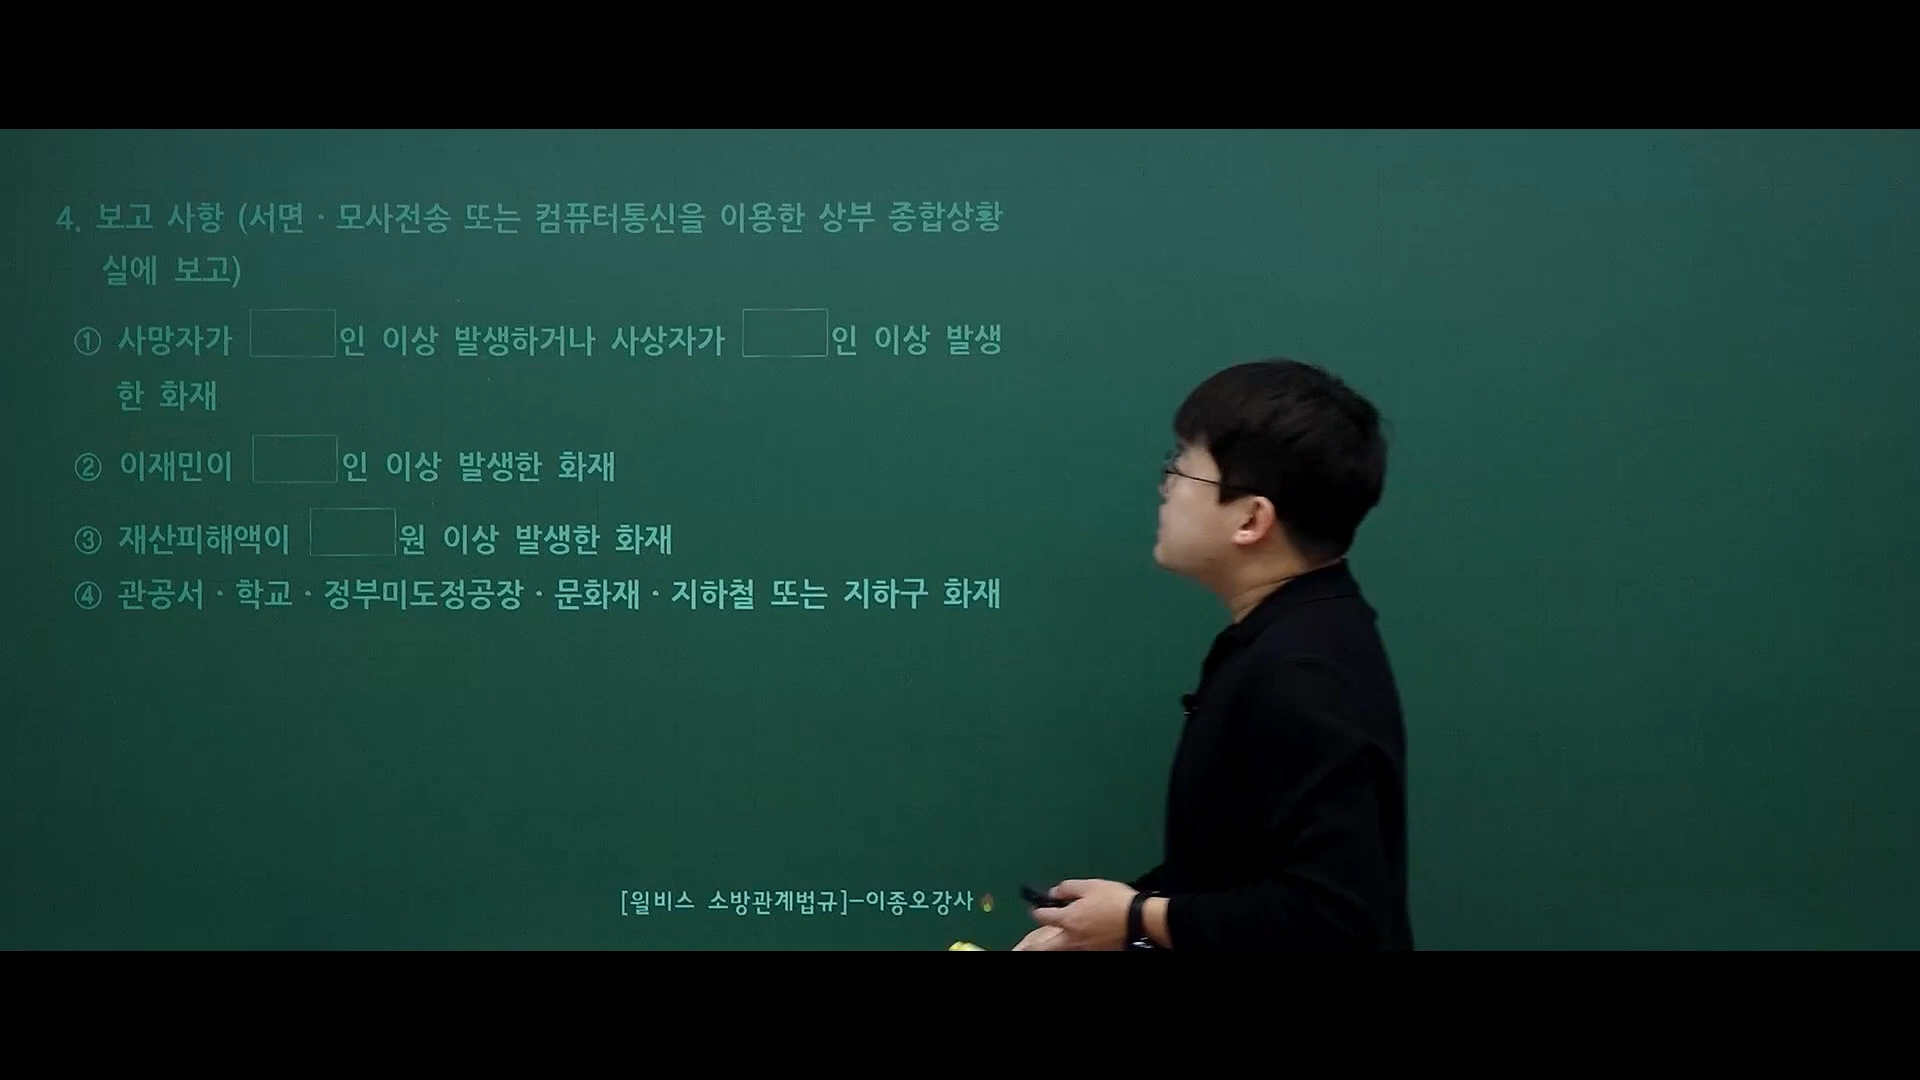 4. 보고 사항 (서면 · 모사전송 또는 컴퓨터통신을 이용한 상부 종합상황
실에 보고)
① 사망자가 인 이상 발생하거나 사상자가 인 이상 발생
한 화재
② 이재민이 인 이상 발생한 화재
③ 재산피해액이 원 이상 발생한 화재
④ 관공서 · 학교 · 정부미도정공장 · 문화재 · 지하철 또는 지하구 화재
[윌비스 소방관계법규]-이종오강사